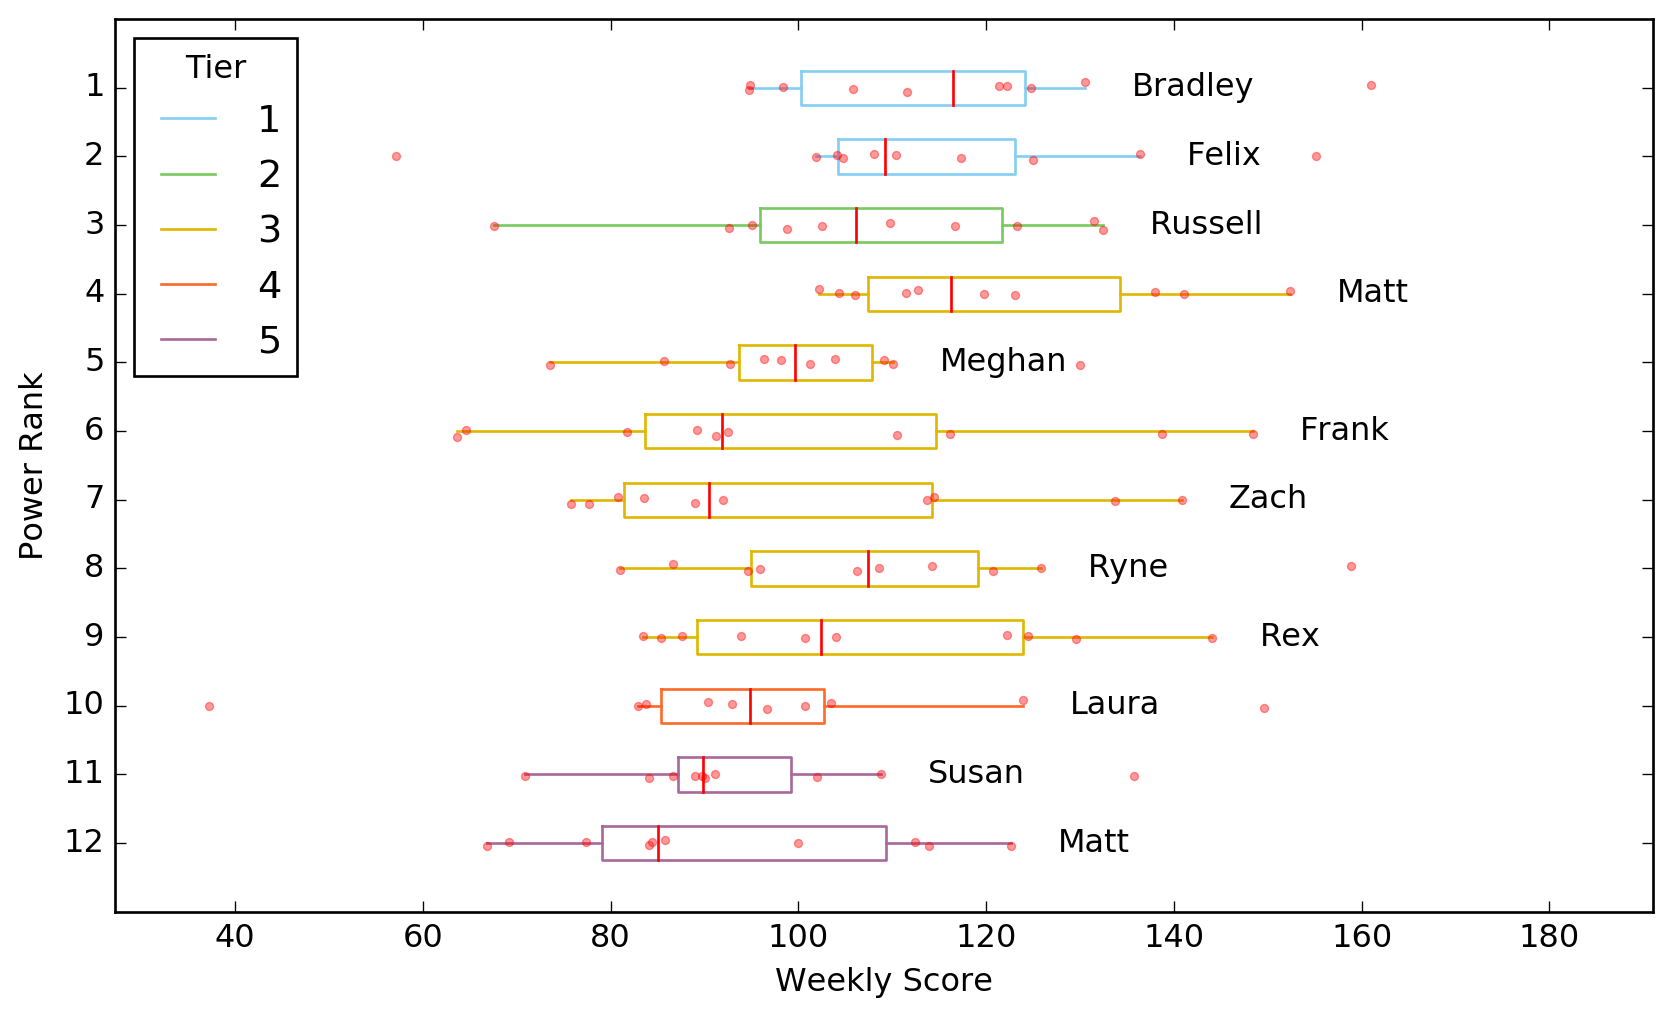 Tier
1
2
3
4
5
Power Rank
1 Bradley
2 Felix
3 Russell
4 Matt
5 Meghan
6 Frank
7 Zach
8 Ryne
9 Rex
10 Laura
11 Susan
12 Matt
40 60 80 100 120 140 160 180
Weekly Score